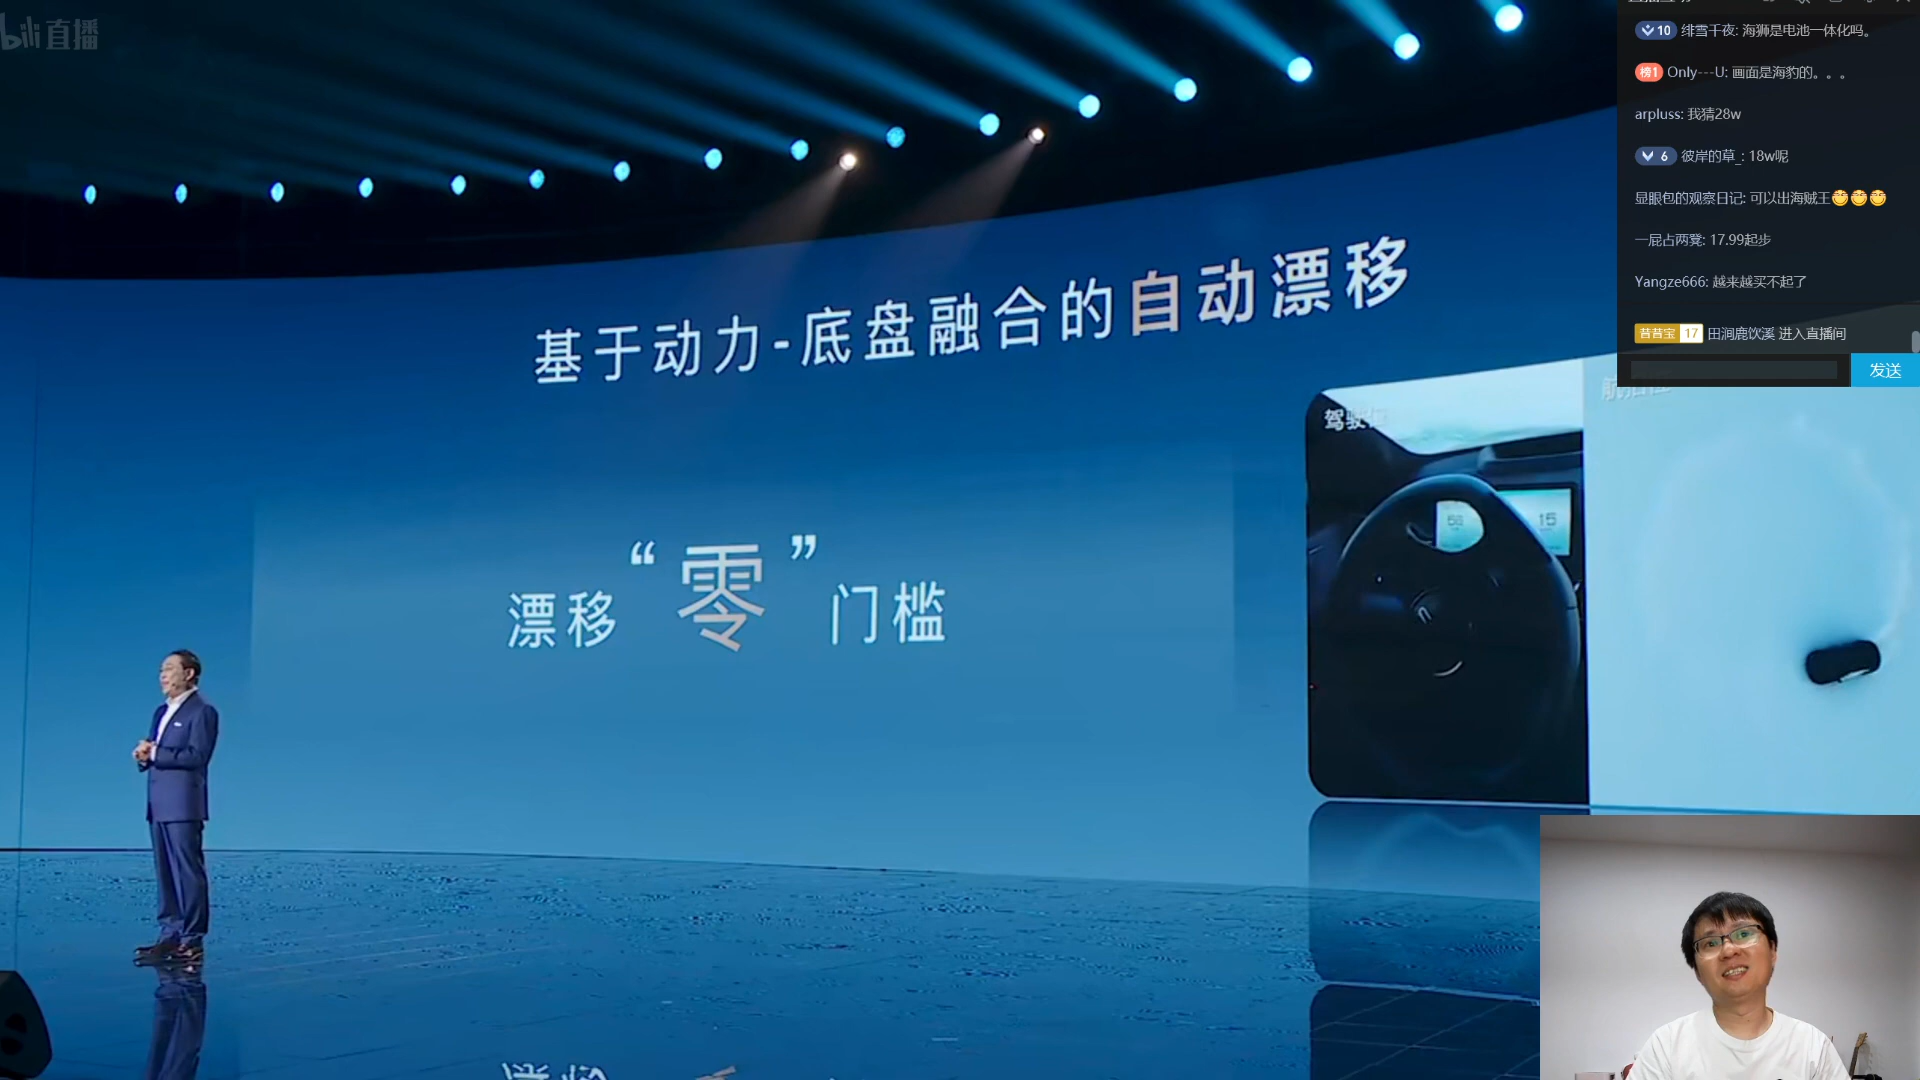 bili 直播
基于动力-底盘融合的自动漂移
漂移“零”门槛
驾驶位
10 绯雪千夜: 海狮是电池一体化吗。
榜1 Only---U: 画面是海豹的。。。
arpluss: 我猜28w
6 彼岸的草_: 18w呢
显眼包的观察日记: 可以出海贼王
一屁占两凳: 17.99起步
Yangze666: 越来越买不起了
昔昔宝 17 田涧鹿饮溪 进入直播间
发送
15